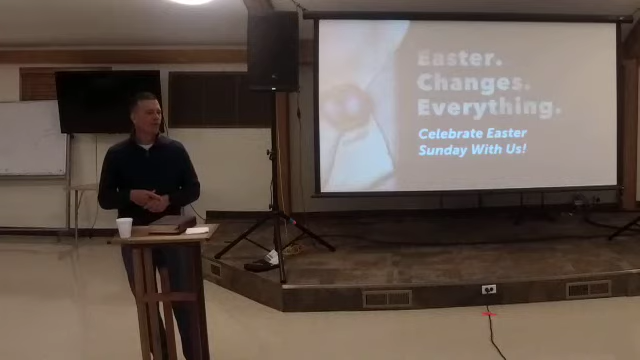 Easter.
Changes.
Everything.
Celebrate Easter
Sunday With Us!